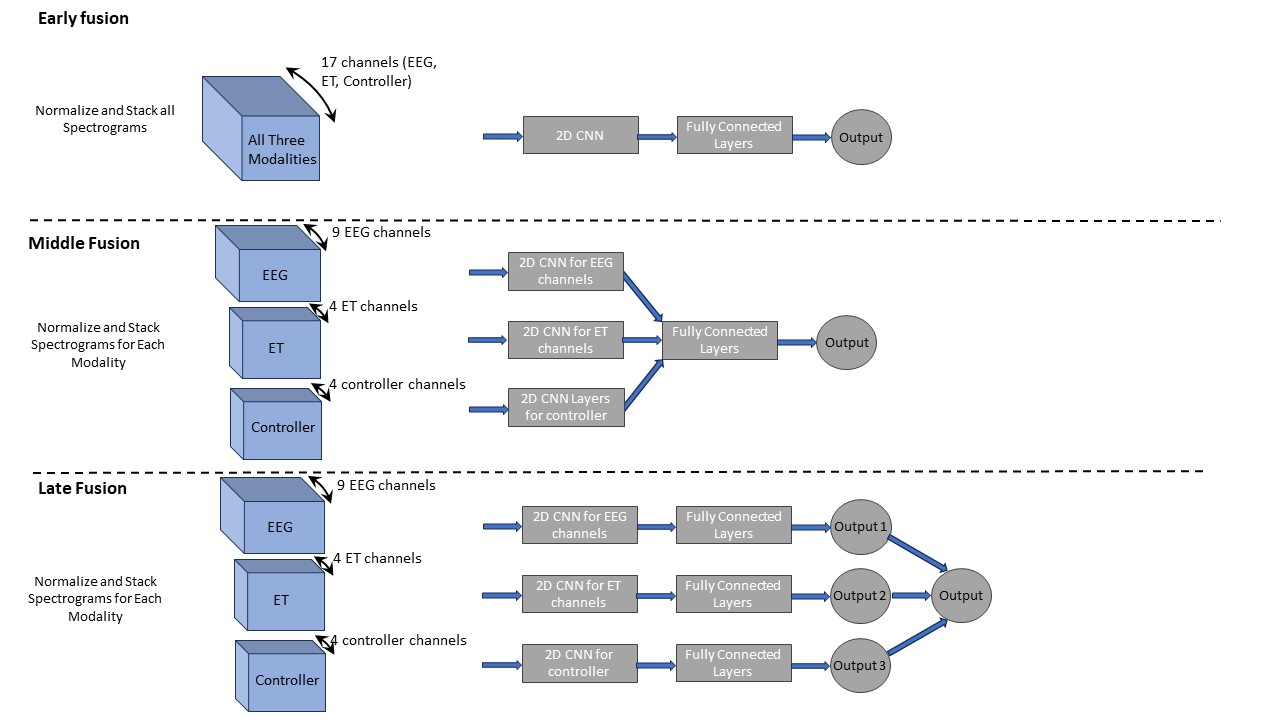 Early fusion
17 channels (EEG,
ET, Controller)
Normalize and Stack all
Spectrograms
All Three
Modalities
2D CNN
Fully Connected
Layers
Output
Middle Fusion
9 EEG channels
EEG
4 ET channels
ET
4 controller channels
Controller
Normalize and Stack
Spectrograms for Each
Modality
2D CNN for EEG
channels
2D CNN for ET
channels
2D CNN Layers
for controller
Fully Connected
Layers
Output
Late Fusion
9 EEG channels
EEG
4 ET channels
ET
4 controller channels
Controller
Normalize and Stack
Spectrograms for Each
Modality
2D CNN for EEG
channels
Fully Connected
Layers
Output 1
2D CNN for ET
channels
Fully Connected
Layers
Output 2
Output
2D CNN for
controller
Fully Connected
Layers
Output 3